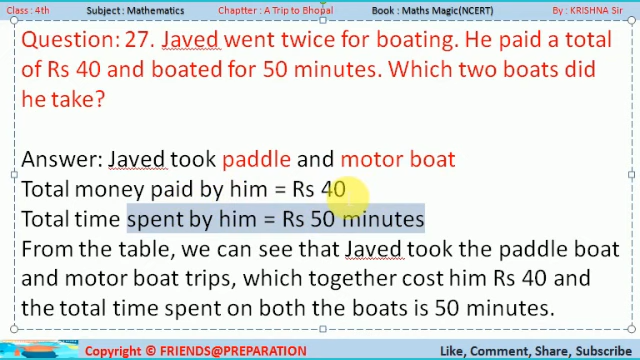 Class : 4th Subject : Mathematics Chaptter : A Trip to Bhopal Book : Maths Magic(NCERT) By : KRISHNA Sir
Question: 27. Javed went twice for boating. He paid a total
of Rs 40 and boated for 50 minutes. Which two boats did
he take?
Answer: Javed took paddle and motor boat
Total money paid by him = Rs 40
Total time spent by him = Rs 50 minutes
From the table, we can see that Javed took the paddle boat
and motor boat trips, which together cost him Rs 40 and
the total time spent on both the boats is 50 minutes.
Copyright © FRIENDS@PREPARATION Like, Comment, Share, Subscribe